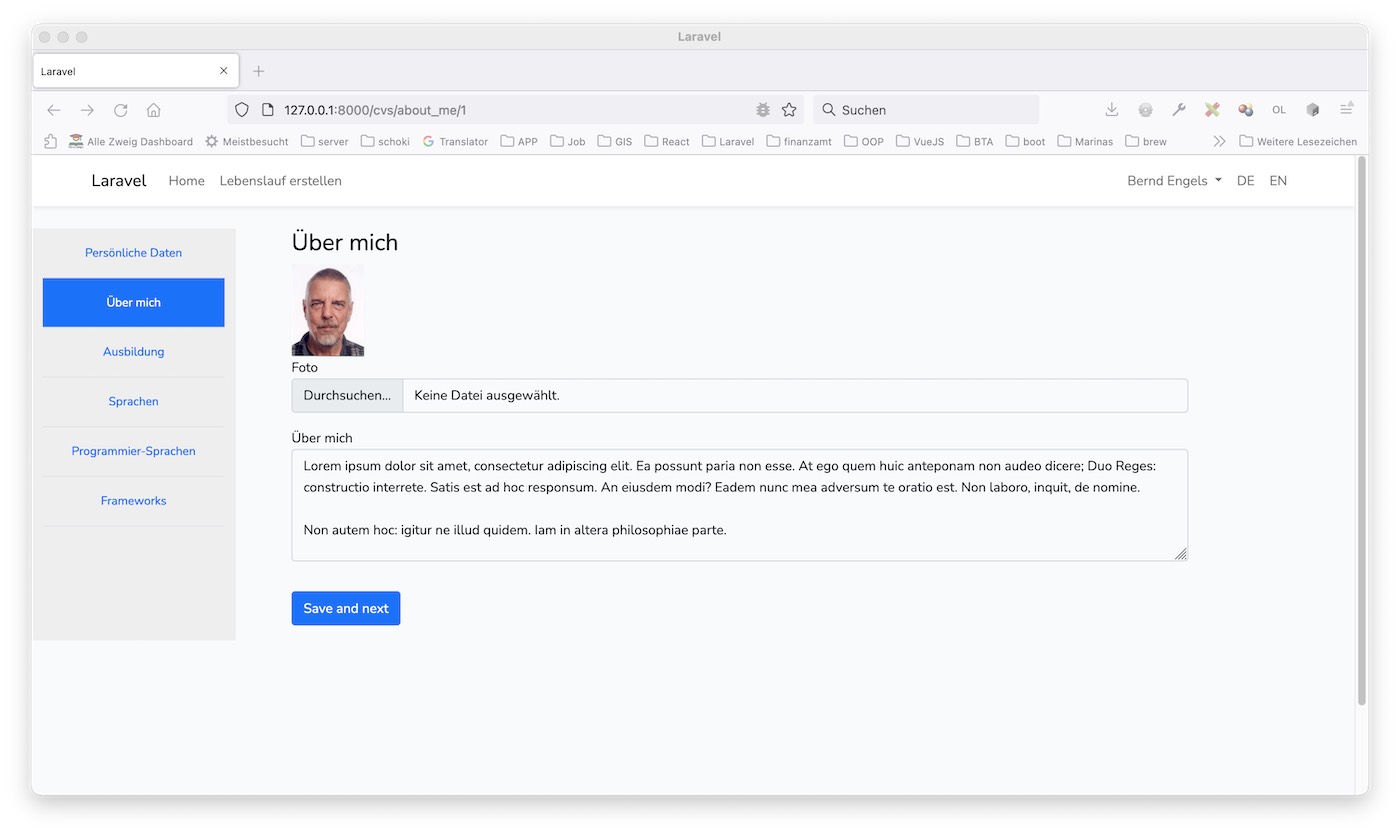 Laravel
Laravel
127.0.0.1:8000/cvs/about_me/1
Suchen
OL
Alle Zweig Dashboard Meistbesucht server schoki Translator APP Job GIS React Laravel finanzamt OOP VueJS BTA boot Marinas brew Weitere Lesezeichen
Laravel Home Lebenslauf erstellen Bernd Engels DE EN
Persönliche Daten
Über mich
Ausbildung
Sprachen
Programmier-Sprachen
Frameworks
Über mich
Foto
Durchsuchen... Keine Datei ausgewählt.
Über mich
Lorem ipsum dolor sit amet, consectetur adipiscing elit. Ea possunt paria non esse. At ego quem huic anteponam non audeo dicere; Duo Reges:
constructio interrete. Satis est ad hoc responsum. An eiusdem modi? Eadem nunc mea adversum te oratio est. Non laboro, inquit, de nomine.
Non autem hoc: igitur ne illud quidem. Iam in altera philosophiae parte.
Save and next